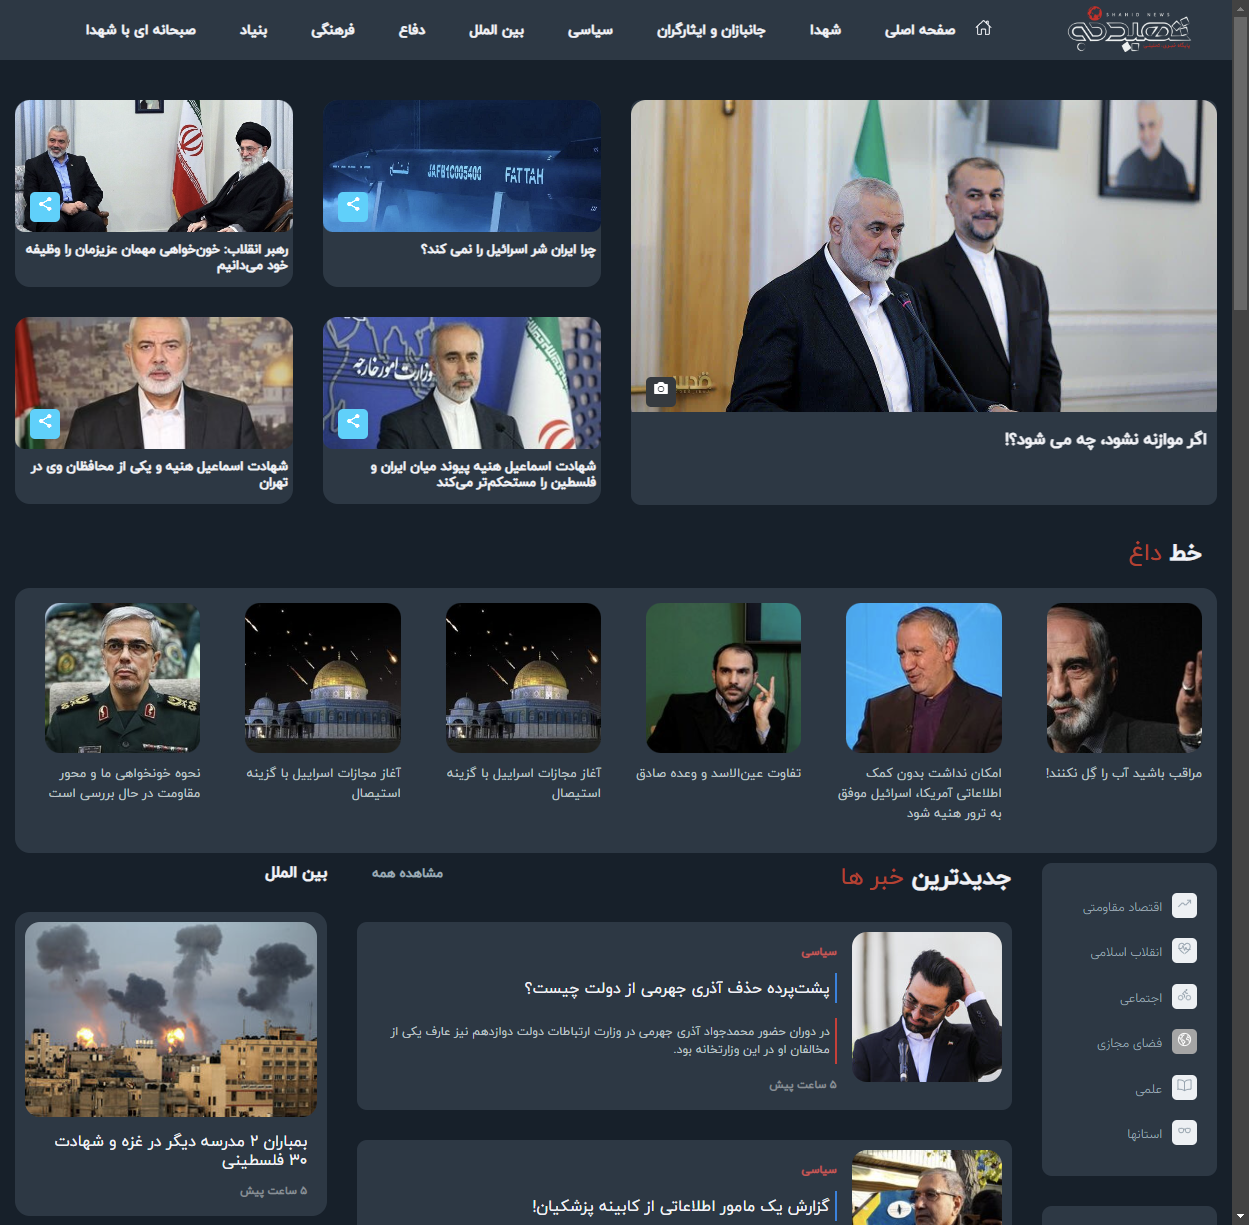 SHAHID NEWS
شهید نیوز
صفحه اصلی
شهدا
جانبازان و ایثارگران
سیاسی
بین الملل
دفاع
فرهنگی
بنیاد
صبحانه ای با شهدا
اگر موازنه نشود، چه می شود؟!
FATTAH
JAFB1C005400
چرا ایران شر اسرائیل را نمی کند؟
رهبر انقلاب: خون‌خواهی مهمان عزیزمان را وظیفه
خود می‌دانیم
وزارت امور خارجه
شهادت اسماعیل هنیه پیوند میان ایران و
فلسطین را مستحکم‌تر می‌کند
شهادت اسماعیل هنیه و یکی از محافظان وی در
تهران
خط داغ
مراقب باشید آب را گِل نکنند!
امکان نداشت بدون کمک
اطلاعاتی آمریکا، اسرائیل موفق
به ترور هنیه شود
تفاوت عین‌الاسد و وعده صادق
آغاز مجازات اسراییل با گزینه
استیصال
آغاز مجازات اسراییل با گزینه
استیصال
نحوه خونخواهی ما و محور
مقاومت در حال بررسی است
اقتصاد مقاومتی
انقلاب اسلامی
اجتماعی
فضای مجازی
علمی
استانها
جدیدترین خبر ها
مشاهده همه
سیاسی
پشت‌پرده حذف آذری جهرمی از دولت چیست؟
در دوران حضور محمدجواد آذری جهرمی در وزارت ارتباطات دولت دوازدهم نیز عارف یکی از
مخالفان او در این وزارتخانه بود.
۵ ساعت پیش
سیاسی
گزارش یک مامور اطلاعاتی از کابینه پزشکیان!
بین الملل
بمباران ۲ مدرسه دیگر در غزه و شهادت
۳۰ فلسطینی
۵ ساعت پیش